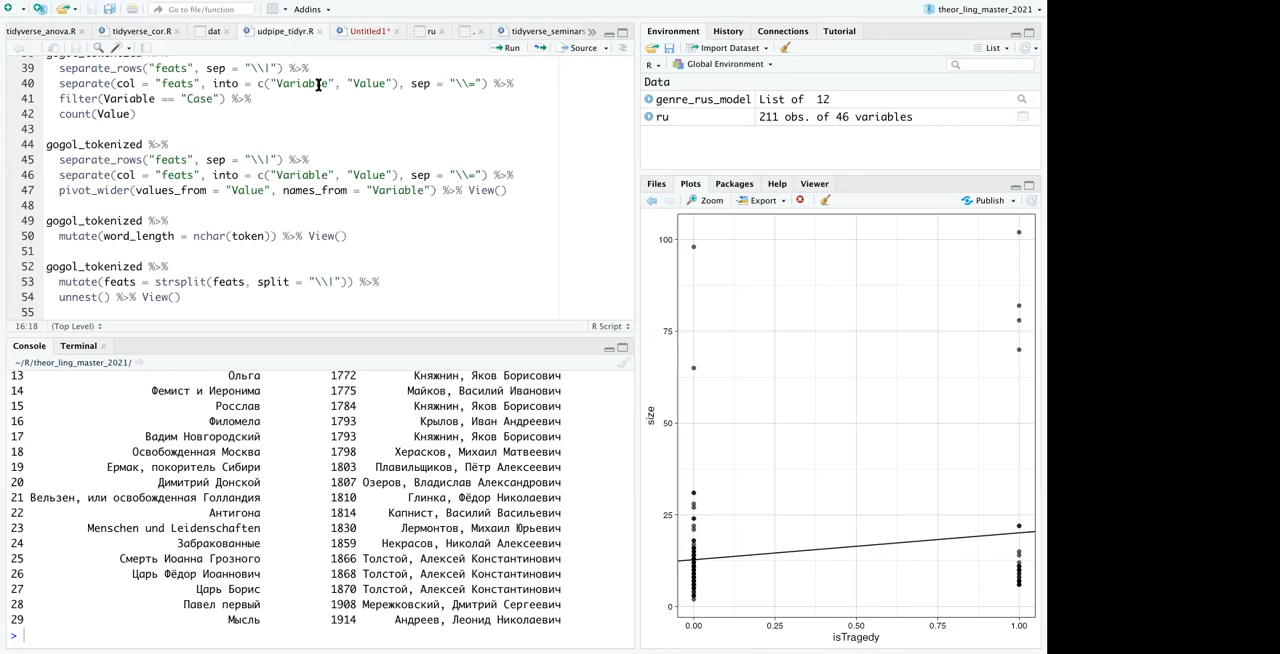 Go to file/function
Addins
theor_ling_master_2021
tidyverse_anova.R
tidyverse_cor.R
dat
udpipe_tidyr.R
Untitled1*
ru
tidyverse_seminars
Run
Source
39 separate_rows("feats", sep = "\\|") %>%
40 separate(col = "feats", into = c("Variable", "Value"), sep = "\\=") %>%
41 filter(Variable == "Case") %>%
42 count(Value)
43
44 gogol_tokenized %>%
45 separate_rows("feats", sep = "\\|") %>%
46 separate(col = "feats", into = c("Variable", "Value"), sep = "\\=") %>%
47 pivot_wider(values_from = "Value", names_from = "Variable") %>% View()
48
49 gogol_tokenized %>%
50 mutate(word_length = nchar(token)) %>% View()
51
52 gogol_tokenized %>%
53 mutate(feats = strsplit(feats, split = "\\|")) %>%
54 unnest() %>% View()
55
16:18 (Top Level) R Script
Console Terminal
~/R/theor_ling_master_2021/
13 Ольга 1772 Княжнин, Яков Борисович
14 Фемист и Иеронима 1775 Майков, Василий Иванович
15 Росслав 1784 Княжнин, Яков Борисович
16 Филомела 1793 Крылов, Иван Андреевич
17 Вадим Новгородский 1793 Княжнин, Яков Борисович
18 Освобожденная Москва 1798 Херасков, Михаил Матвеевич
19 Ермак, покоритель Сибири 1803 Плавильщиков, Пётр Алексеевич
20 Димитрий Донской 1807 Озеров, Владислав Александрович
21 Вельзен, или освобожденная Голландия 1810 Глинка, Фёдор Николаевич
22 Антигона 1814 Капнист, Василий Васильевич
23 Menschen und Leidenschaften 1830 Лермонтов, Михаил Юрьевич
24 Забракованные 1859 Некрасов, Николай Алексеевич
25 Смерть Иоанна Грозного 1866 Толстой, Алексей Константинович
26 Царь Фёдор Иоаннович 1868 Толстой, Алексей Константинович
27 Царь Борис 1870 Толстой, Алексей Константинович
28 Павел первый 1908 Мережковский, Дмитрий Сергеевич
29 Мысль 1914 Андреев, Леонид Николаевич
>
Environment History Connections Tutorial
Import Dataset List
R Global Environment
Data
genre_rus_model List of 12
ru 211 obs. of 46 variables
Files Plots Packages Help Viewer
Zoom Export Publish
100
75
size
50
25
0
0.00 0.25 0.50 0.75 1.00
isTragedy